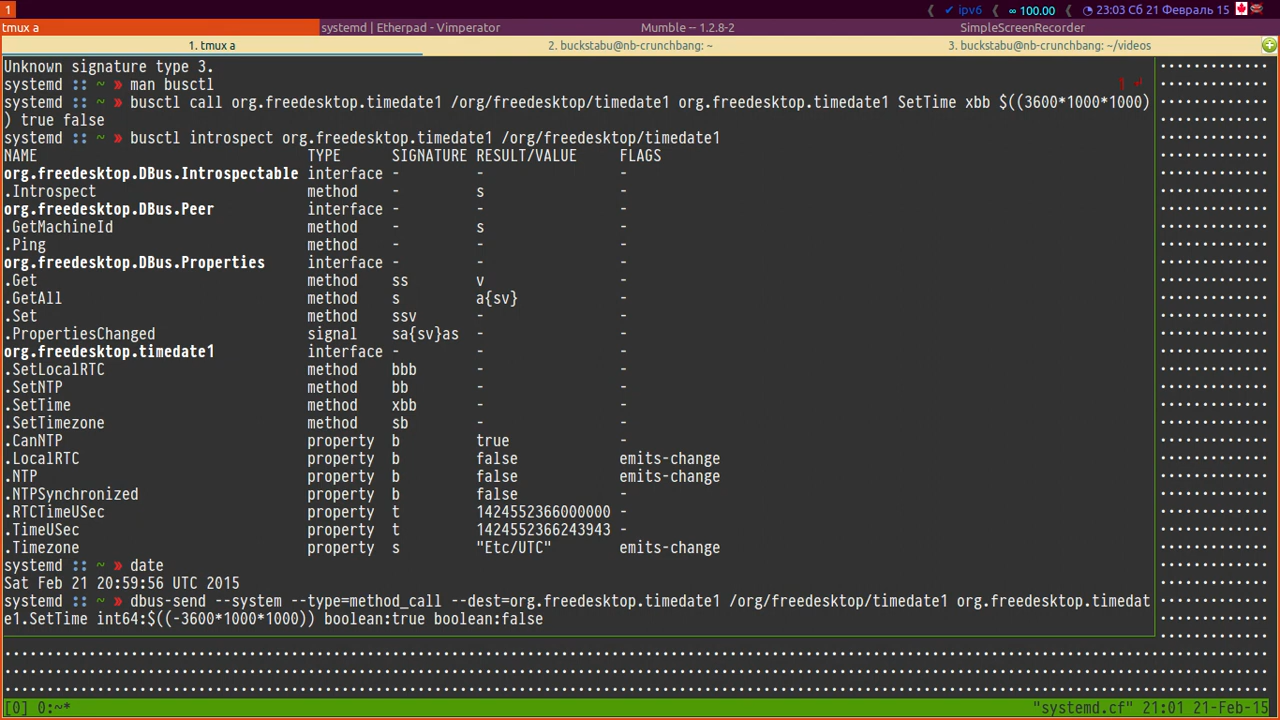 1
✔ ipv6 ∞ 100.00 23:03 Сб 21 Февраль 15
tmux a systemd | Etherpad - Vimperator Mumble -- 1.2.8-2 SimpleScreenRecorder
1. tmux a 2. buckstabu@nb-crunchbang: ~ 3. buckstabu@nb-crunchbang: ~/videos
Unknown signature type 3.
systemd :: ~ » man busctl 1 ↵
systemd :: ~ » busctl call org.freedesktop.timedate1 /org/freedesktop/timedate1 org.freedesktop.timedate1 SetTime xbb $((3600*1000*1000)
) true false
systemd :: ~ » busctl introspect org.freedesktop.timedate1 /org/freedesktop/timedate1
NAME TYPE SIGNATURE RESULT/VALUE FLAGS
org.freedesktop.DBus.Introspectable interface - - -
.Introspect method - s -
org.freedesktop.DBus.Peer interface - - -
.GetMachineId method - s -
.Ping method - - -
org.freedesktop.DBus.Properties interface - - -
.Get method ss v -
.GetAll method s a{sv} -
.Set method ssv - -
.PropertiesChanged signal sa{sv}as - -
org.freedesktop.timedate1 interface - - -
.SetLocalRTC method bbb - -
.SetNTP method bb - -
.SetTime method xbb - -
.SetTimezone method sb - -
.CanNTP property b true -
.LocalRTC property b false emits-change
.NTP property b false emits-change
.NTPSynchronized property b false -
.RTCTimeUSec property t 1424552366000000 -
.TimeUSec property t 1424552366243943 -
.Timezone property s "Etc/UTC" emits-change
systemd :: ~ » date
Sat Feb 21 20:59:56 UTC 2015
systemd :: ~ » dbus-send --system --type=method_call --dest=org.freedesktop.timedate1 /org/freedesktop/timedate1 org.freedesktop.timedat
e1.SetTime int64:$((-3600*1000*1000)) boolean:true boolean:false
[0] 0:~* "systemd.cf" 21:01 21-Feb-15